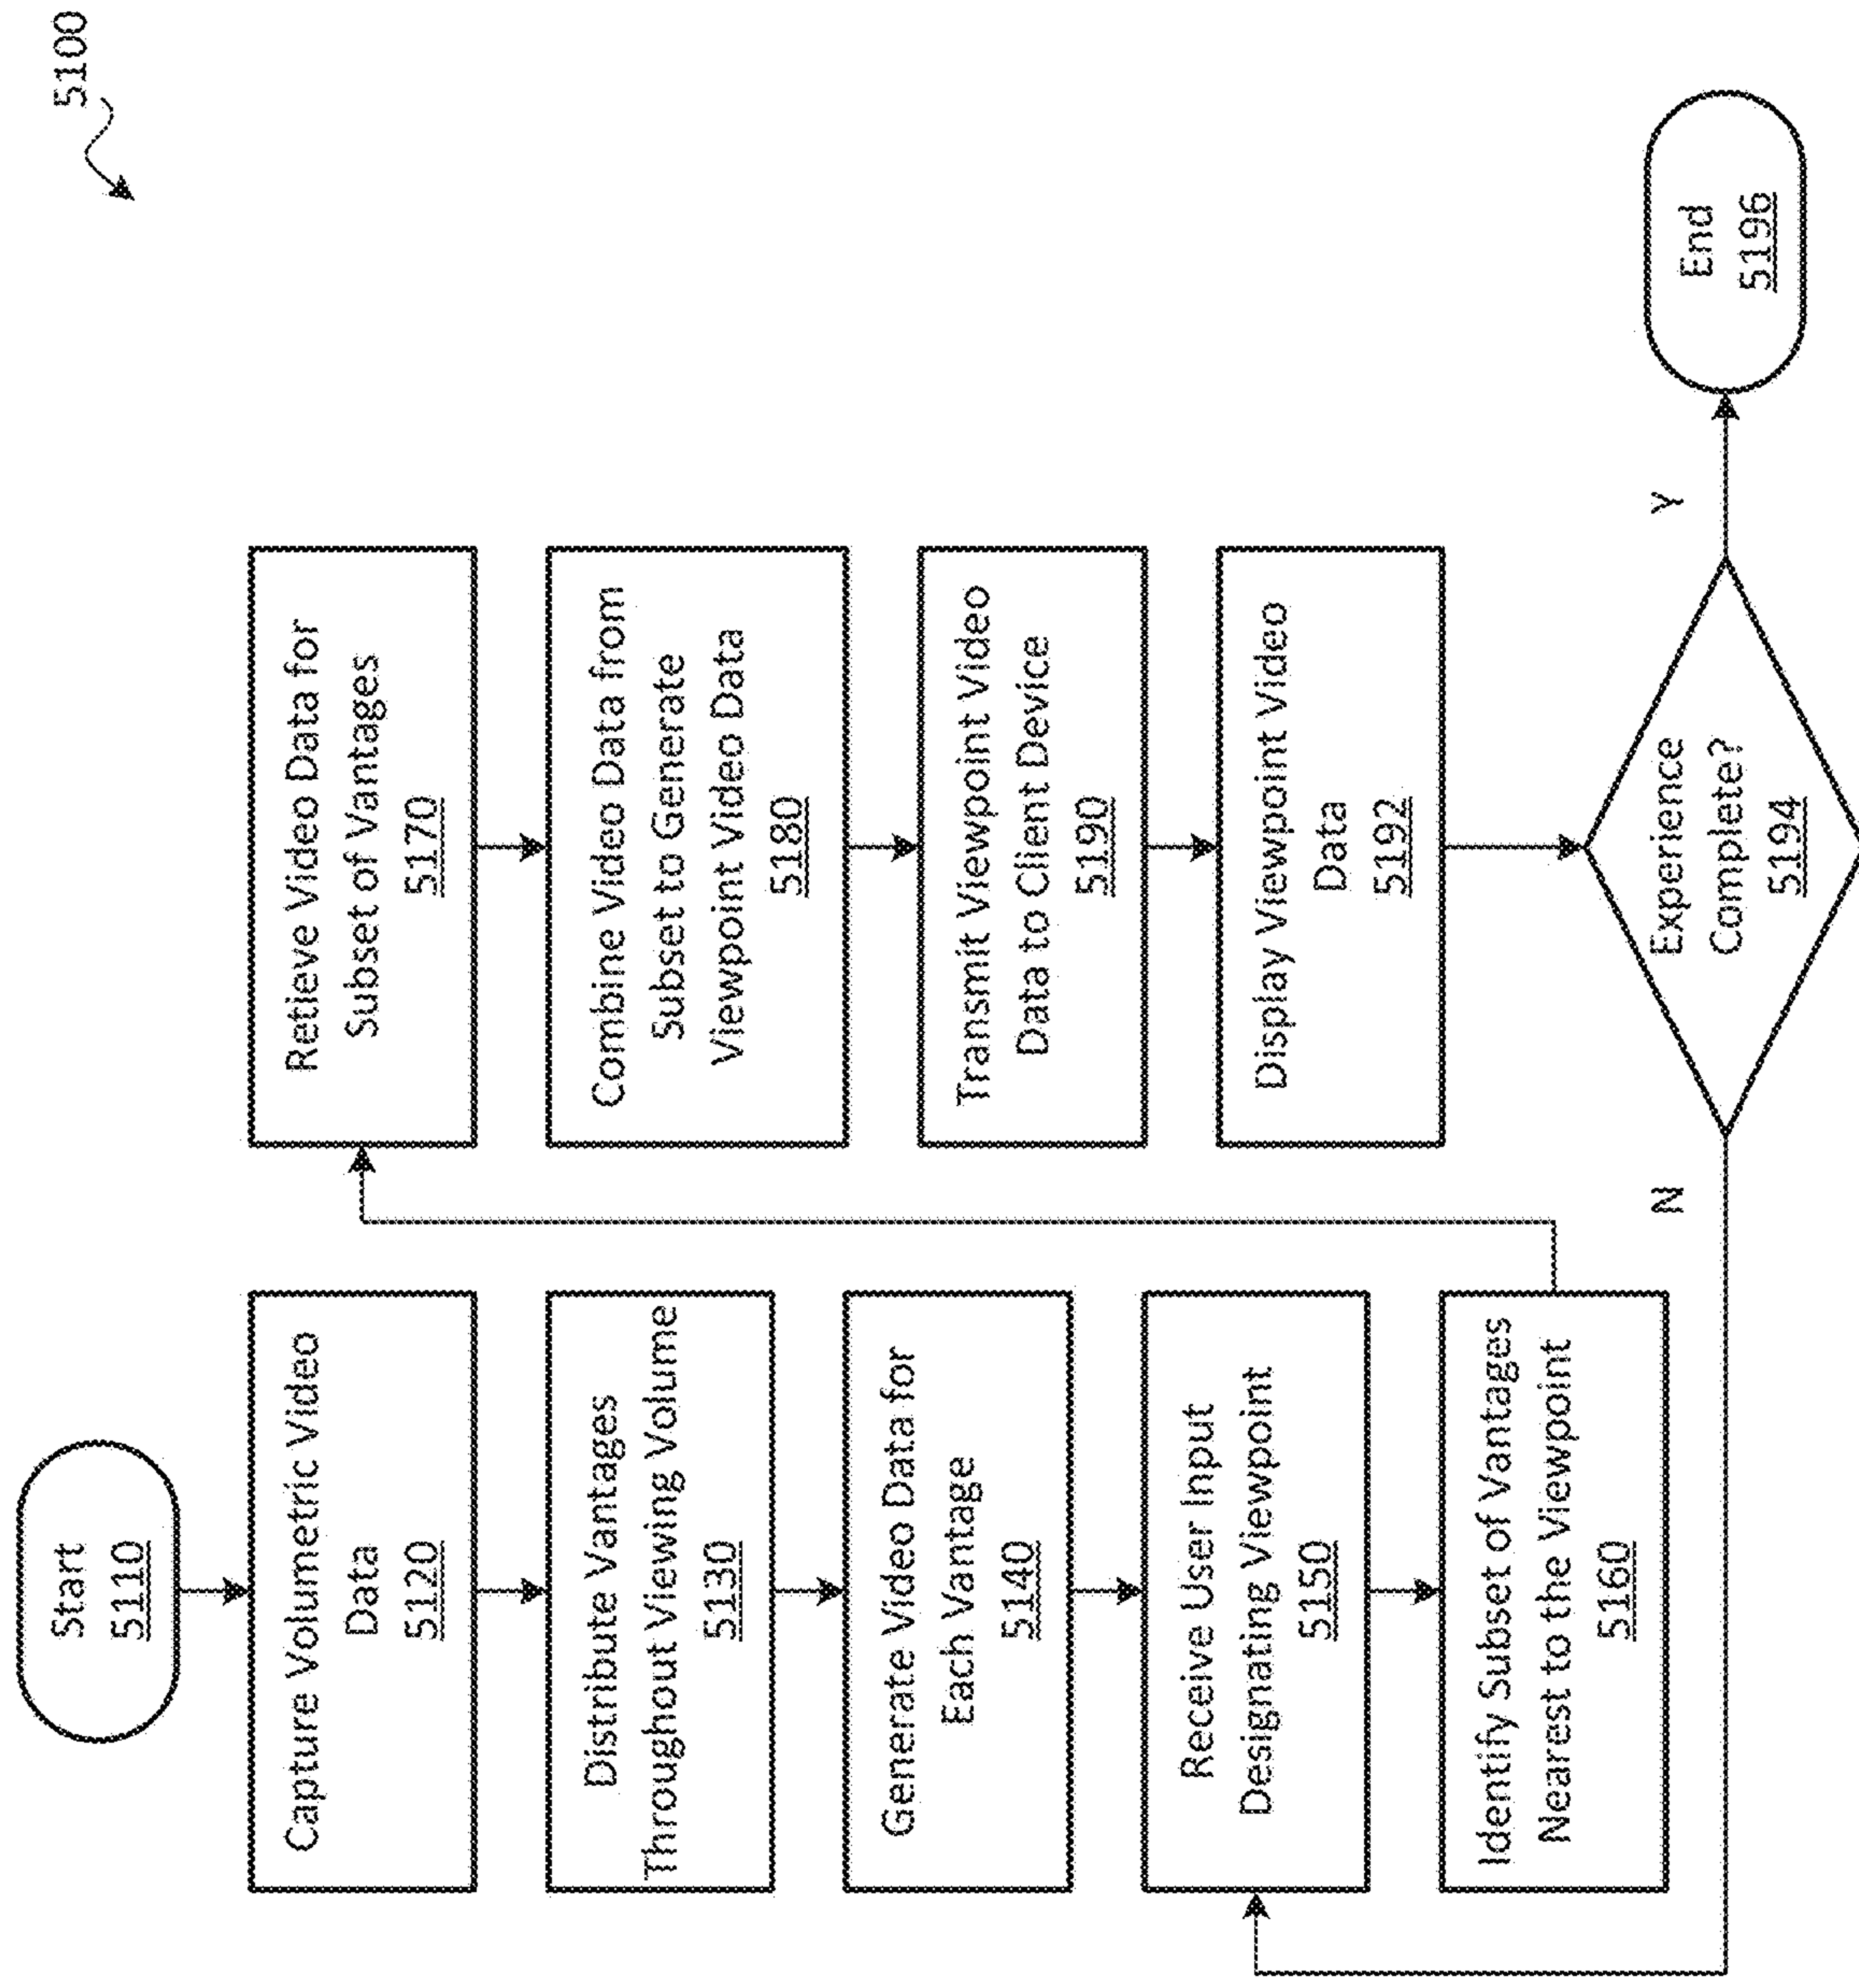 5100
Start
5110
Capture Volumetric Video
Data
5120
Distribute Vantages
Throughout Viewing Volume
5130
Generate Video Data for
Each Vantage
5140
Receive User Input
Designating Viewpoint
5150
Identify Subset of Vantages
Nearest to the Viewpoint
5160
Retieve Video Data for
Subset of Vantages
5170
Combine Video Data from
Subset to Generate
Viewpoint Video Data
5180
Transmit Viewpoint Video
Data to Client Device
5190
Display Viewpoint Video
Data
5192
Experience
Complete?
5194
N
Y
End
5196